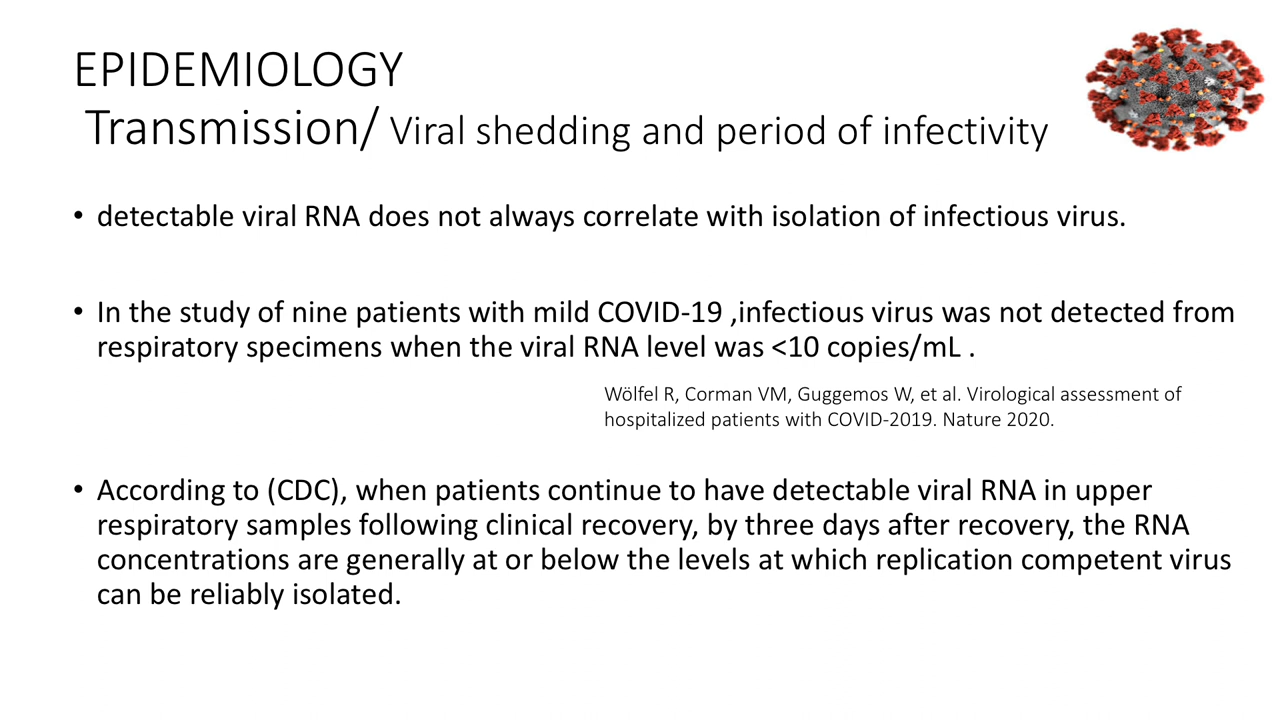 EPIDEMIOLOGY
Transmission/ Viral shedding and period of infectivity
• detectable viral RNA does not always correlate with isolation of infectious virus.
• In the study of nine patients with mild COVID-19 ,infectious virus was not detected from
respiratory specimens when the viral RNA level was <10 copies/mL .
Wölfel R, Corman VM, Guggemos W, et al. Virological assessment of
hospitalized patients with COVID-2019. Nature 2020.
• According to (CDC), when patients continue to have detectable viral RNA in upper
respiratory samples following clinical recovery, by three days after recovery, the RNA
concentrations are generally at or below the levels at which replication competent virus
can be reliably isolated.